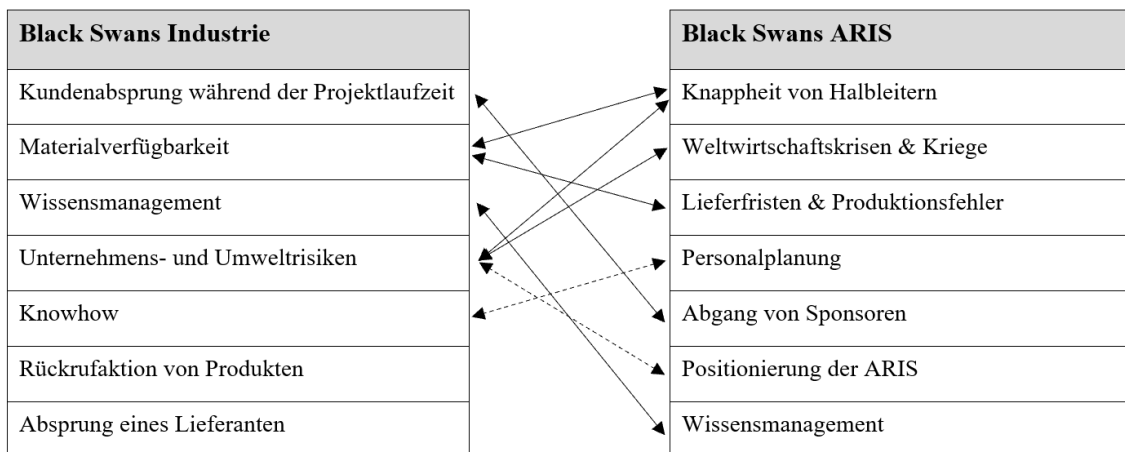 Black Swans Industrie
Kundenabsprung während der Projektlaufzeit
Materialverfügbarkeit
Wissensmanagement
Unternehmens- und Umweltrisiken
Knowhow
Rückrufaktion von Produkten
Absprung eines Lieferanten
Black Swans ARIS
Knappheit von Halbleitern
Weltwirtschaftskrisen & Kriege
Lieferfristen & Produktionsfehler
Personalplanung
Abgang von Sponsoren
Positionierung der ARIS
Wissensmanagement